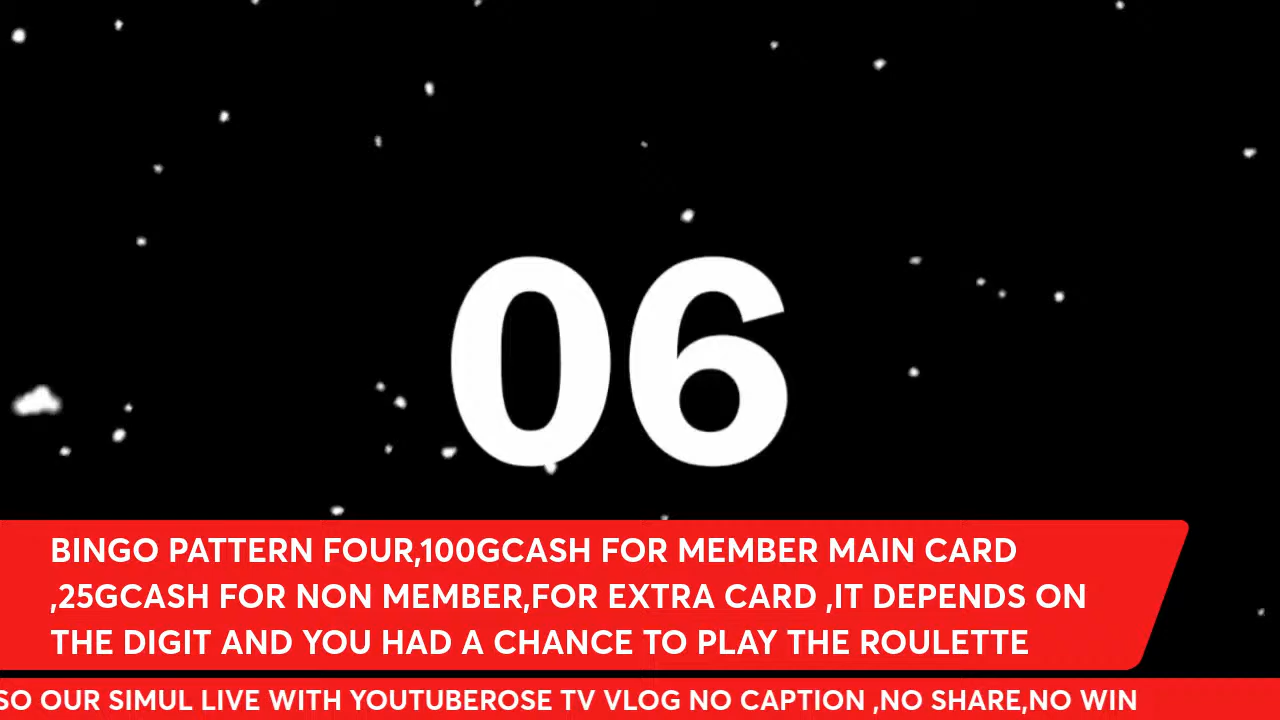 06
BINGO PATTERN FOUR,100GCASH FOR MEMBER MAIN CARD
,25GCASH FOR NON MEMBER,FOR EXTRA CARD ,IT DEPENDS ON
THE DIGIT AND YOU HAD A CHANCE TO PLAY THE ROULETTE
SO OUR SIMUL LIVE WITH YOUTUBEROSE TV VLOG NO CAPTION ,NO SHARE,NO WIN